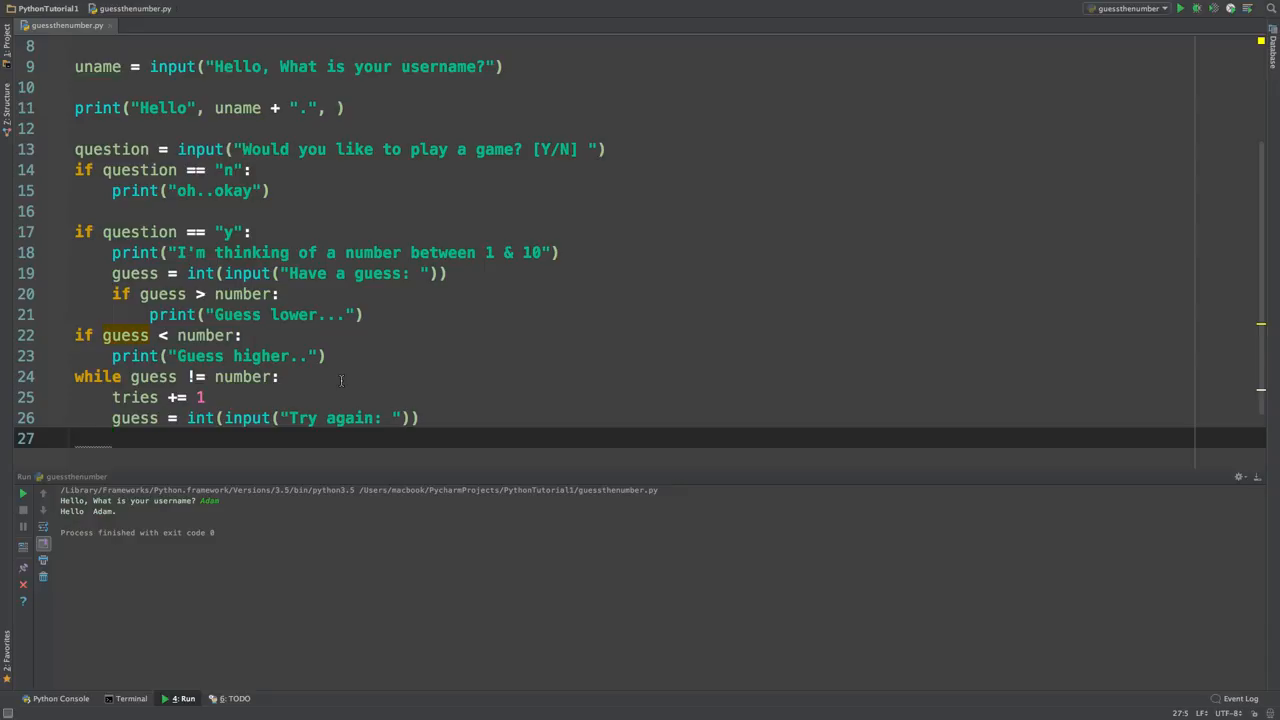 PythonTutorial1 guessthenumber.py guessthenumber
guessthenumber.py
1: Project
Z: Structure
2: Favorites
Database
8
9 uname = input("Hello, What is your username?")
10
11 print("Hello", uname + ".", )
12
13 question = input("Would you like to play a game? [Y/N] ")
14 if question == "n":
15 print("oh..okay")
16
17 if question == "y":
18 print("I'm thinking of a number between 1 & 10")
19 guess = int(input("Have a guess: "))
20 if guess > number:
21 print("Guess lower...")
22 if guess < number:
23 print("Guess higher..")
24 while guess != number:
25 tries += 1
26 guess = int(input("Try again: "))
27
Run guessthenumber
/Library/Frameworks/Python.framework/Versions/3.5/bin/python3.5 /Users/macbook/PycharmProjects/PythonTutorial1/guessthenumber.py
Hello, What is your username? Adam
Hello  Adam.
Process finished with exit code 0
Python Console Terminal 4: Run 6: TODO Event Log
27:5 LF÷ UTF-8÷